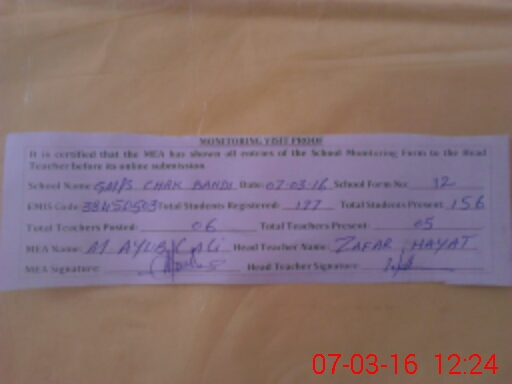 MONITORING VISIT PROOF
It is certified that the MEA has shown all entries of the School Monitoring Form to the Head
Teacher before its online submission.
School Name: GMPS CHAK BANDI Date: 07-03-16 School Form No: 12
EMIS Code: 38450503 Total Students Registered: 177 Total Students Present: 156
Total Teachers Posted: 06 Total Teachers Present: 05
MEA Name: M AYUB ALI Head Teacher Name: ZAFAR HAYAT
MEA Signature: Head Teacher Signature:
07-03-16 12:24